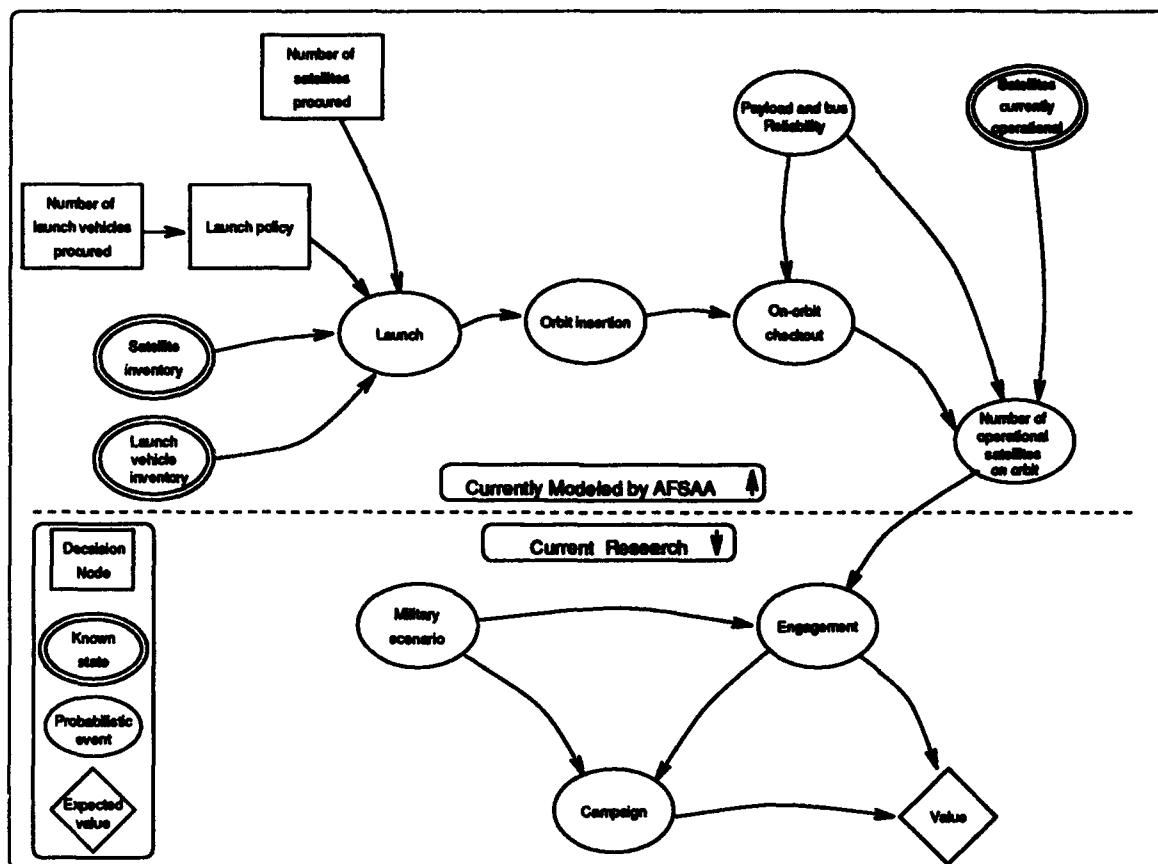 Number of
satellites
procured
Payload and bus
Reliability
Satellites
currently
operational
Number of
launch vehicles
procured
Launch policy
Launch
Orbit insertion
On-orbit
checkout
Satellite
inventory
Launch
vehicle
inventory
Number of
operational
satellites
on orbit
Currently Modeled by AFSAA
Current Research
Decision
Node
Known
state
Probabilistic
event
Expected
value
Military
scenario
Engagement
Campaign
Value